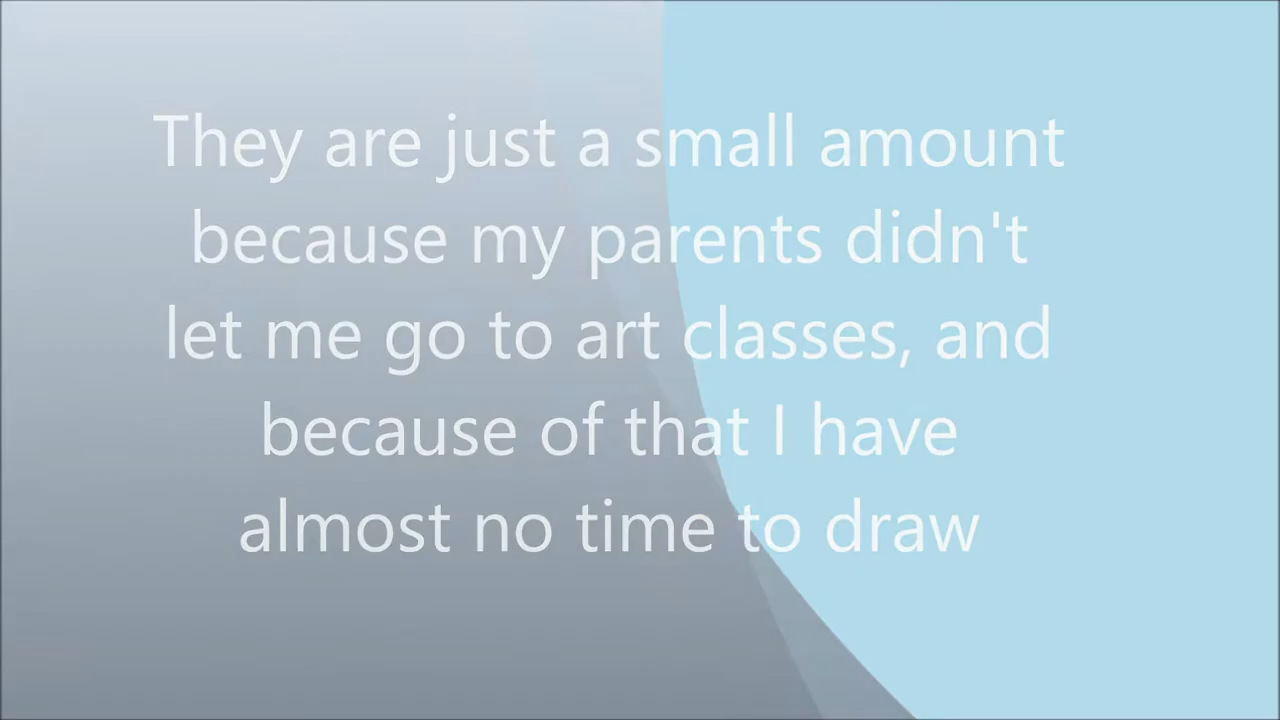 They are just a small amount
because my parents didn't
let me go to art classes, and
because of that I have
almost no time to draw